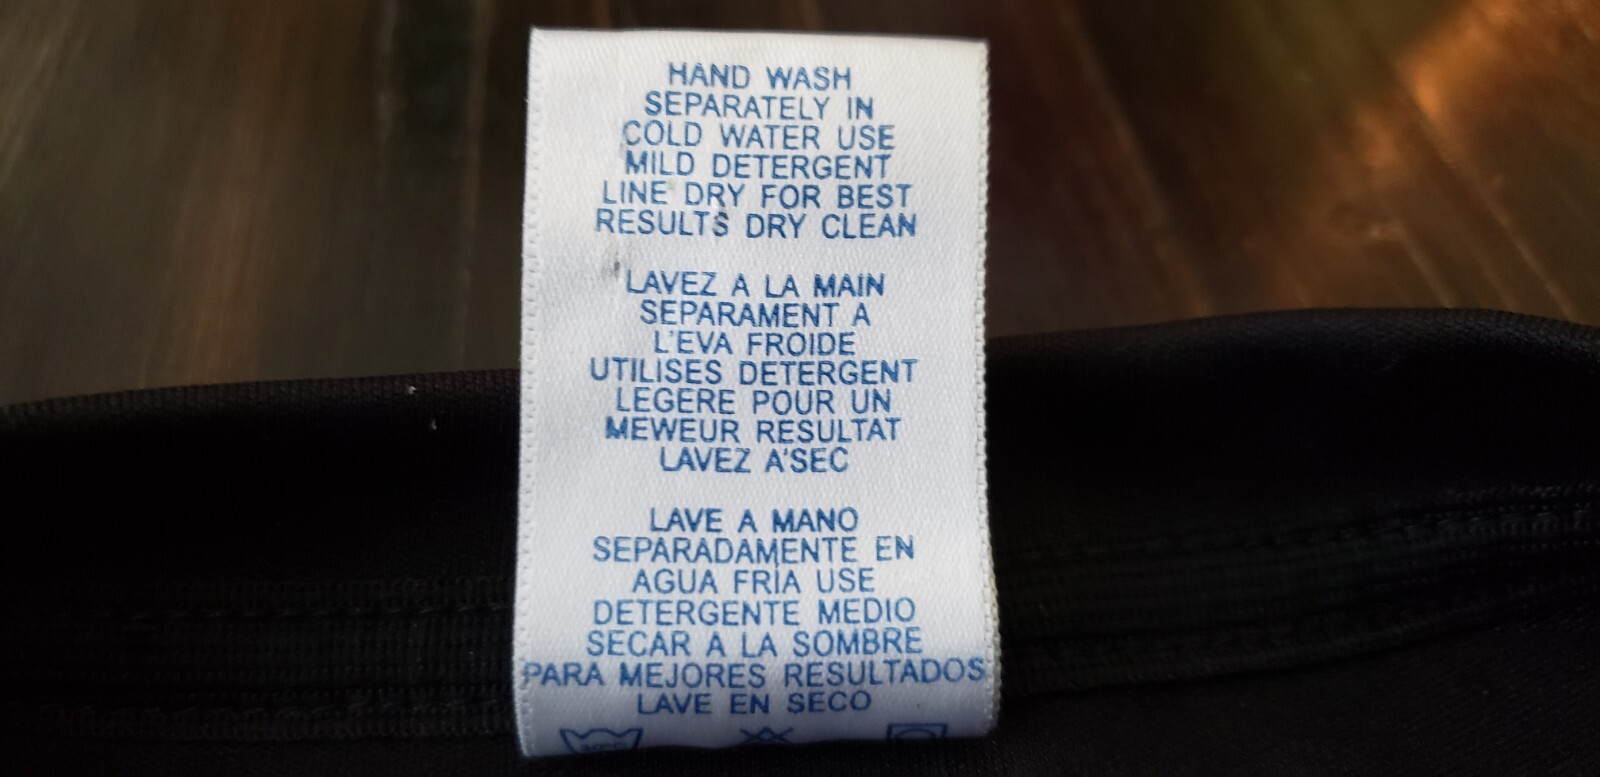 HAND WASH
SEPARATELY IN
COLD WATER USE
MILD DETERGENT
LINE DRY FOR BEST
RESULTS DRY CLEAN
LAVEZ A LA MAIN
SEPARAMENT A
L'EVA FROIDE
UTILISES DETERGENT
LEGERE POUR UN
MEWEUR RESULTAT
LAVEZ A'SEC
LAVE A MANO
SEPARADAMENTE EN
AGUA FRÍA USE
DETERGENTE MEDIO
SECAR A LA SOMBRE
PARA MEJORES RESULTADOS
LAVE EN SECO